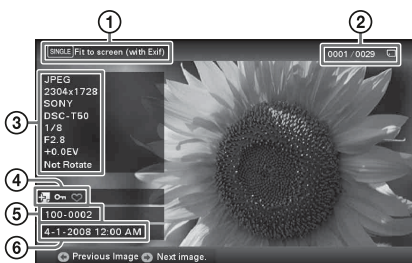 1
2
SINGLE Fit to screen (with Exif)
0001 / 0029
3
JPEG
2304x1728
SONY
DSC-T50
1/8
F2.8
+0.0EV
Not Rotate
4
5
100-0002
6
4-1-2008 12:00 AM
Previous Image Next image.